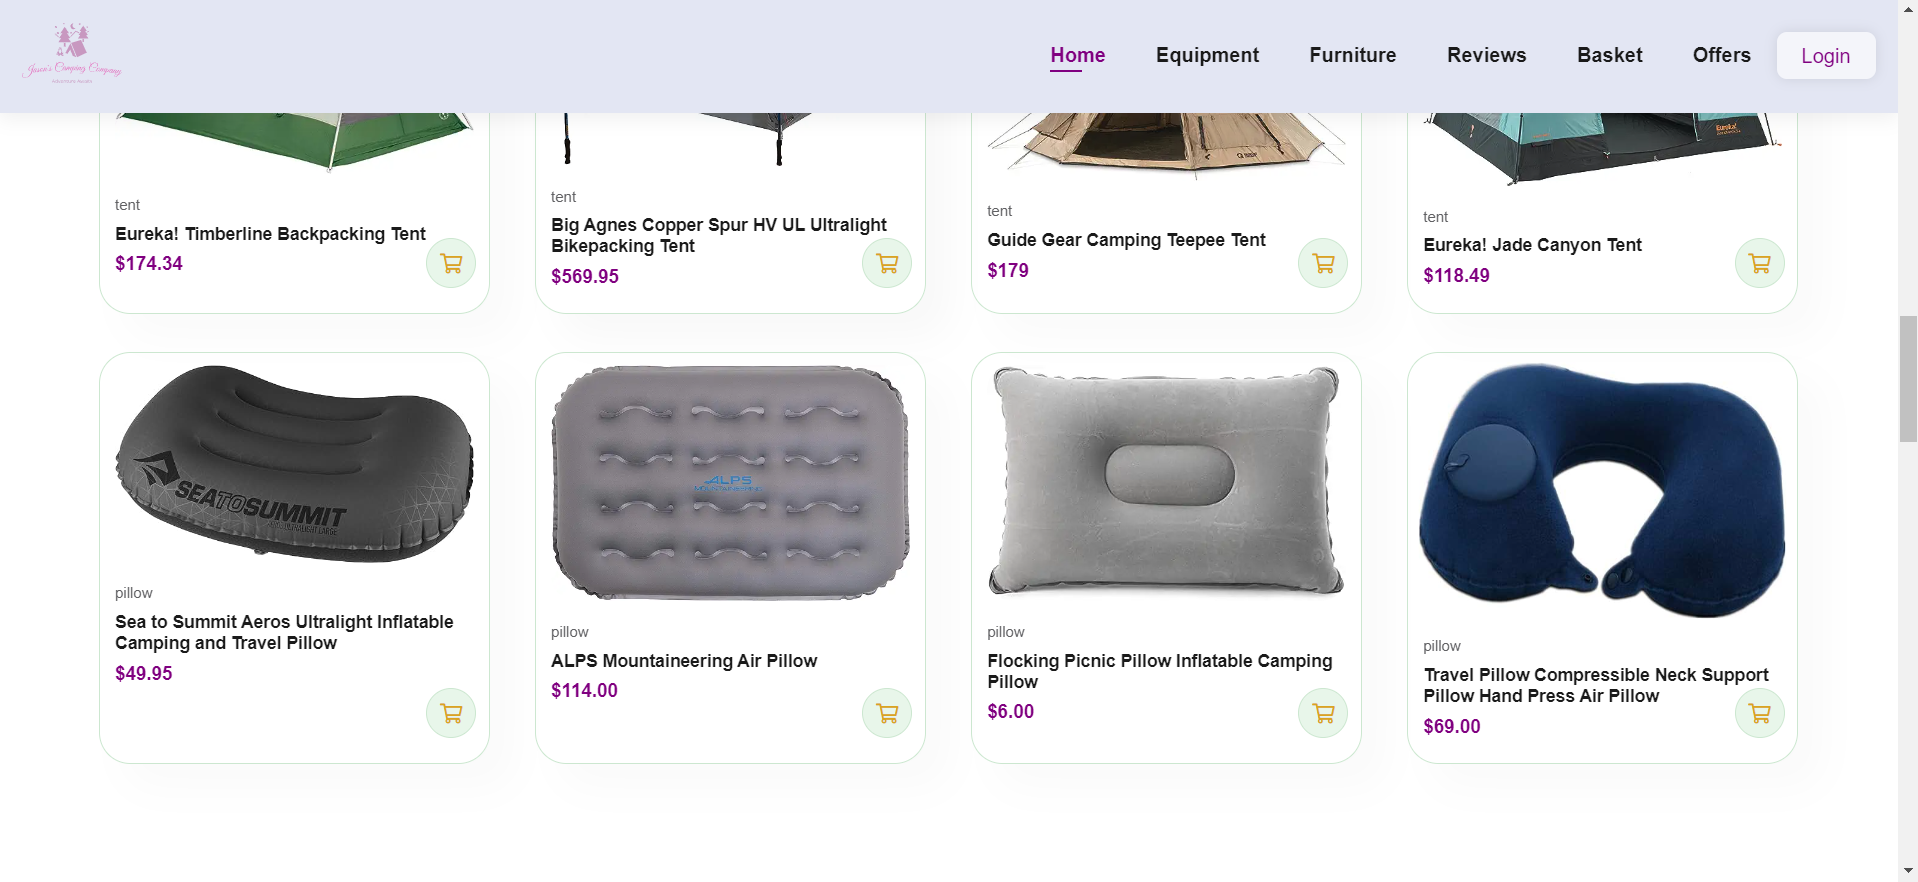 Jason's Camping Company
Home
Equipment
Furniture
Reviews
Basket
Offers
Login
Eureka!
tent
Eureka! Timberline Backpacking Tent
$174.34
tent
Big Agnes Copper Spur HV UL Ultralight
Bikepacking Tent
$569.95
tent
Guide Gear Camping Teepee Tent
$179
tent
Eureka! Jade Canyon Tent
$118.49
SEATOSUMMIT
pillow
Sea to Summit Aeros Ultralight Inflatable
Camping and Travel Pillow
$49.95
ALPS
MOUNTAINEERING
pillow
ALPS Mountaineering Air Pillow
$114.00
pillow
Flocking Picnic Pillow Inflatable Camping
Pillow
$6.00
pillow
Travel Pillow Compressible Neck Support
Pillow Hand Press Air Pillow
$69.00